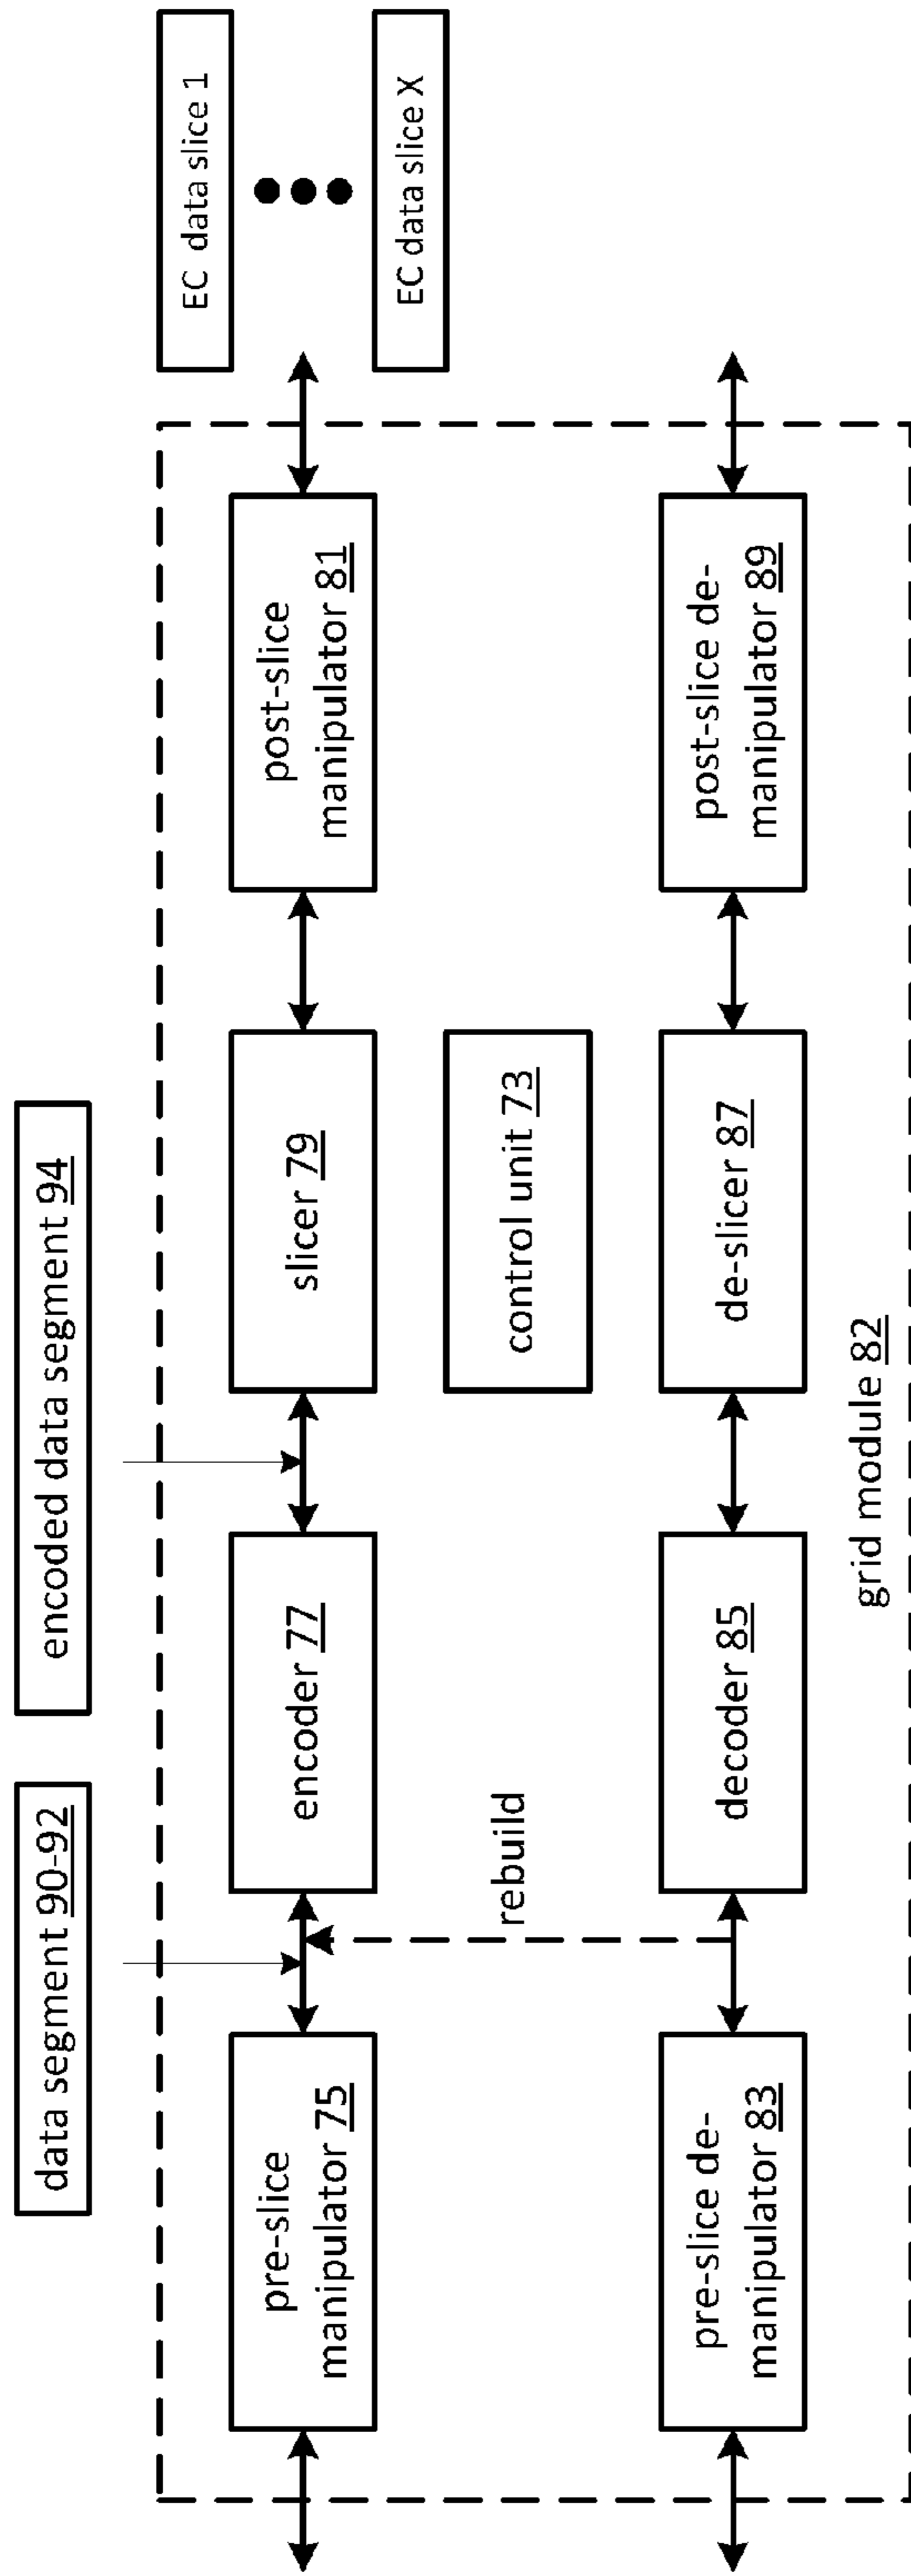 data segment 90-92
encoded data segment 94
EC data slice 1
EC data slice X
pre-slice
manipulator 75
encoder 77
slicer 79
post-slice
manipulator 81
rebuild
control unit 73
pre-slice de-
manipulator 83
decoder 85
de-slicer 87
post-slice de-
manipulator 89
grid module 82